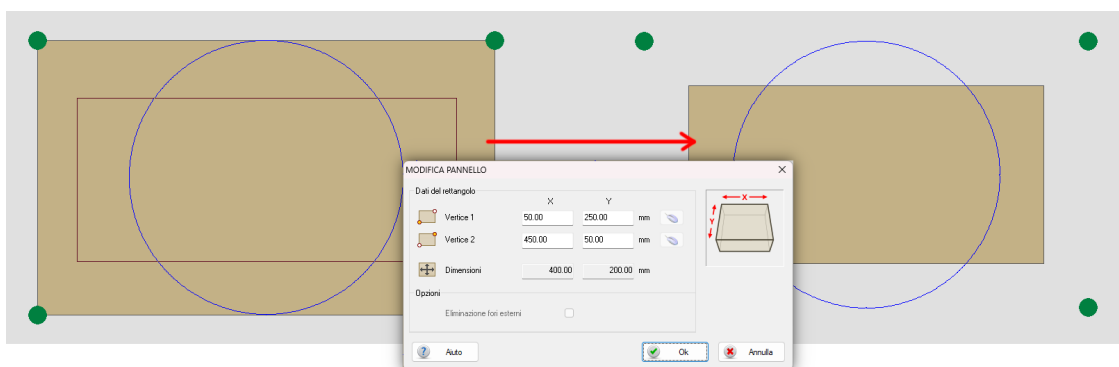 MODIFICA PANNELLO
Dati del rettangolo
X Y
Vertice 1 50.00 250.00 mm
Vertice 2 450.00 50.00 mm
Dimensioni 400.00 200.00 mm
Opzioni
Eliminazione fori esterni
Auto Ok Annulla
X
Y